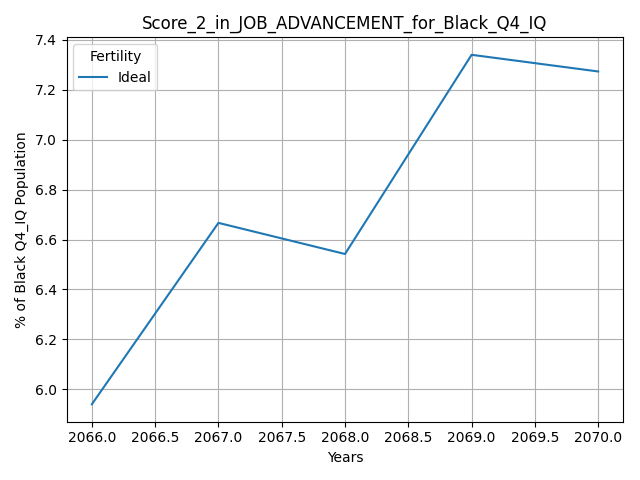 Score_2_in_JOB_ADVANCEMENT_for_Black_Q4_IQ
Fertility
Ideal
% of Black Q4_IQ Population
7.4
7.2
7.0
6.8
6.6
6.4
6.2
6.0
2066.0 2066.5 2067.0 2067.5 2068.0 2068.5 2069.0 2069.5 2070.0
Years